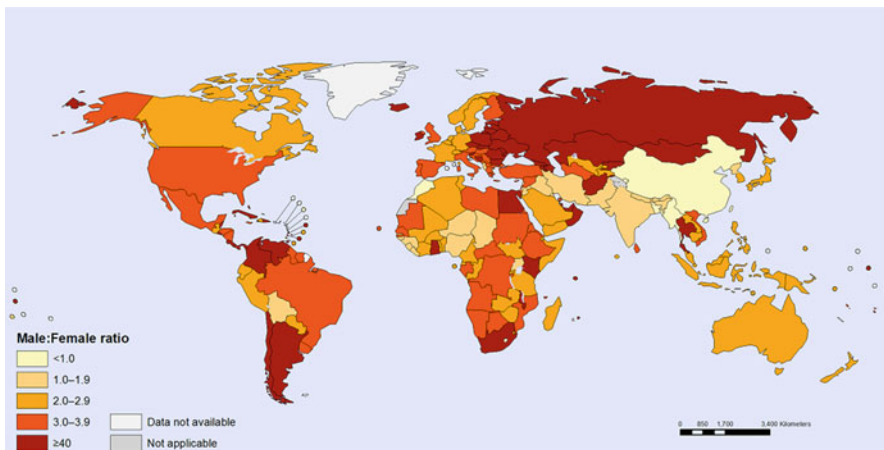 Male:Female ratio
<1.0
1.0–1.9
2.0–2.9
3.0–3.9
≥40
Data not available
Not applicable
0 850 1,700 3,400 Kilometers